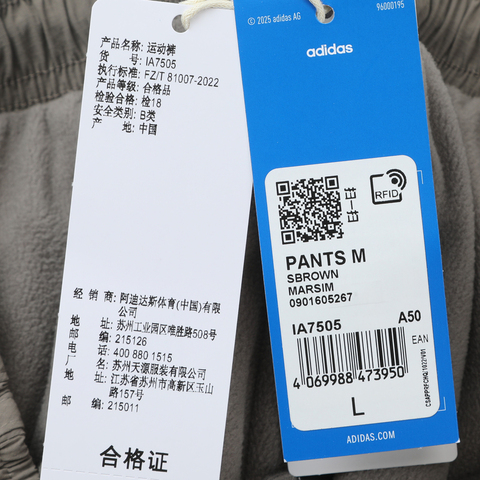 产品名称: 运动裤
货 号: IA7505
执行标准: FZ/T 81007-2022
产品等级: 合格品
检验合格: 检18
安全类别: B类
产 地: 中国
经 销 商: 阿迪达斯体育(中国)有限
公司
地 址: 苏州工业园区唯胜路508号
邮 编: 215126
电 话: 400 880 1515
厂 名: 苏州天源服装有限公司
地 址: 江苏省苏州市高新区玉山
路157号
邮 编: 215011
合格证
© 2025 adidas AG
96000195
adidas
RFID
PANTS M
SBROWN
MARSIM
0901605267
IA7505 A50
EAN
4 069988 473950
L
ADIDAS.COM